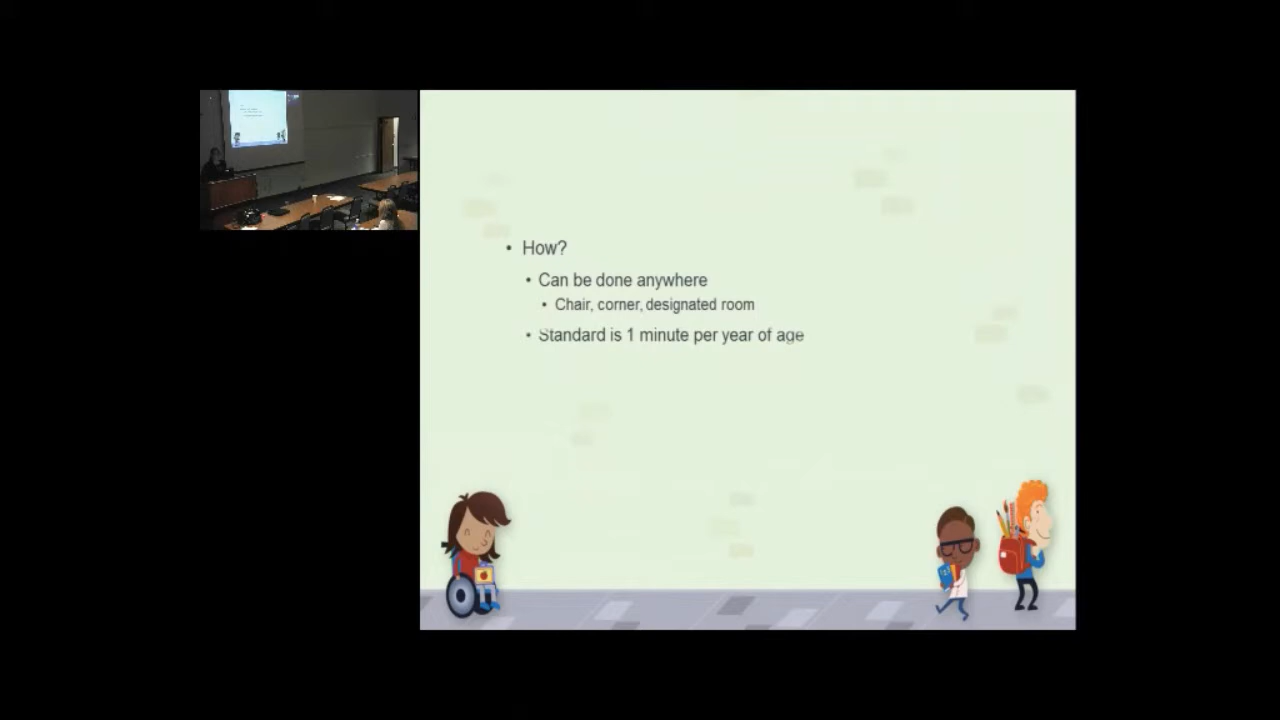 How?
Can be done anywhere
Chair, corner, designated room
Standard is 1 minute per year of age